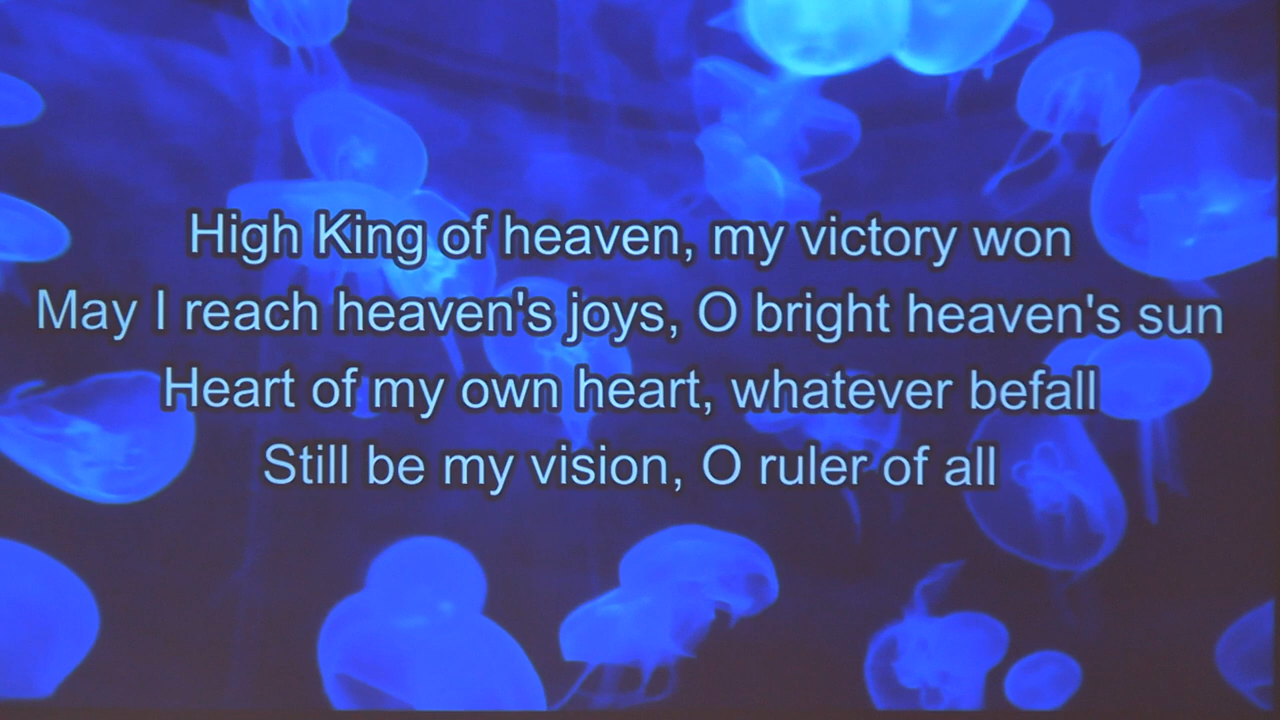 High King of heaven, my victory won
May I reach heaven's joys, O bright heaven's sun
Heart of my own heart, whatever befall
Still be my vision, O ruler of all